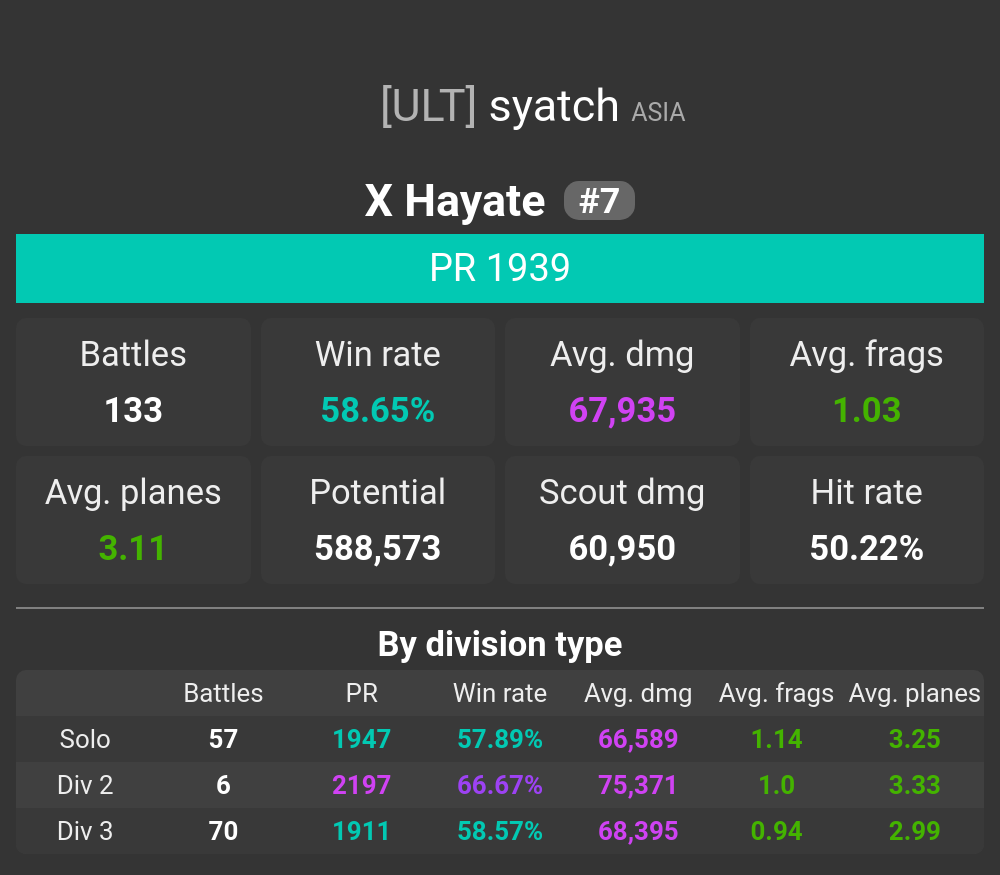 [ULT] syatch ASIA
X Hayate #7
PR 1939
Battles Win rate Avg. dmg Avg. frags
133 58.65% 67,935 1.03
Avg. planes Potential Scout dmg Hit rate
3.11 588,573 60,950 50.22%
By division type
Battles PR Win rate Avg. dmg Avg. frags Avg. planes
Solo 57 1947 57.89% 66,589 1.14 3.25
Div 2 6 2197 66.67% 75,371 1.0 3.33
Div 3 70 1911 58.57% 68,395 0.94 2.99